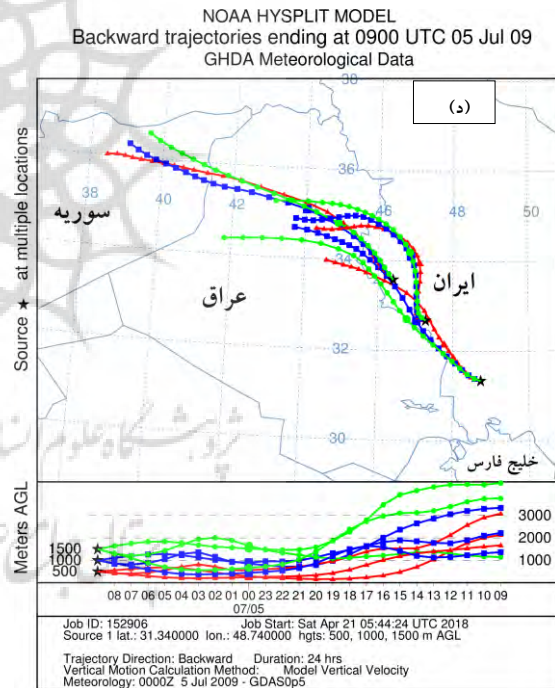 NOAA HYSPLIT MODEL
Backward trajectories ending at 0900 UTC 05 Jul 09
GHDA Meteorological Data
(د)
38
36
38
40
42
46
48
50
34
32
30
سوریه
عراق
ایران
خلیج فارس
Source ★ at multiple locations
Meters AGL
1500
1000
500
3000
2000
1000
08 07 06 05 04 03 02 01 00 23 22 21 20 19 18 17 16 15 14 13 12 11 10 09
07/05
Job ID: 152906 Job Start: Sat Apr 21 05:44:24 UTC 2018
Source 1 lat.: 31.340000 lon.: 48.740000 hgts: 500, 1000, 1500 m AGL
Trajectory Direction: Backward Duration: 24 hrs
Vertical Motion Calculation Method: Model Vertical Velocity
Meteorology: 0000Z 5 Jul 2009 - GDAS0p5